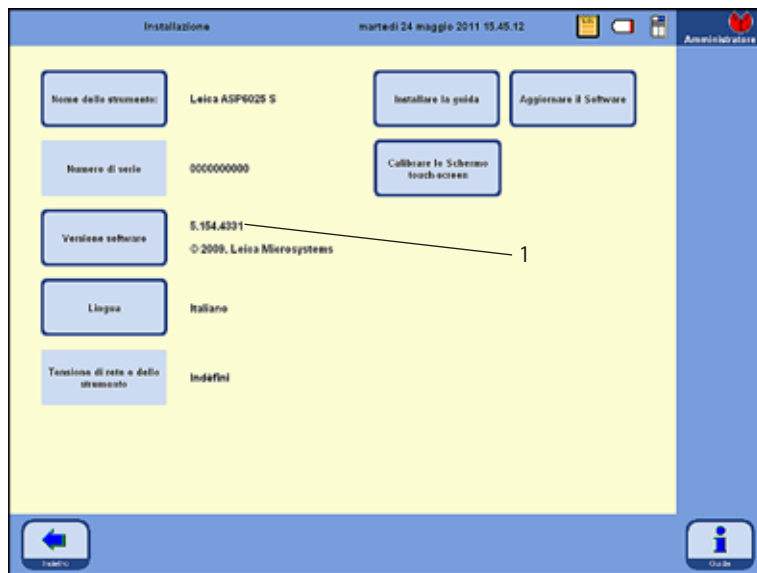 Installazione
martedì 24 maggio 2011 15.45.12
Amministratore
Nome dello strumento:
Leica ASP6025 S
Installare la guida
Aggiornare il Software
Numero di serie
0000000000
Calibrare lo Schermo
touch-screen
Versione software
5.154.4331
1
© 2009, Leica Microsystems
Lingua
Italiano
Tensione di rete e dello
strumento
Indéfini
Indietro
Guida